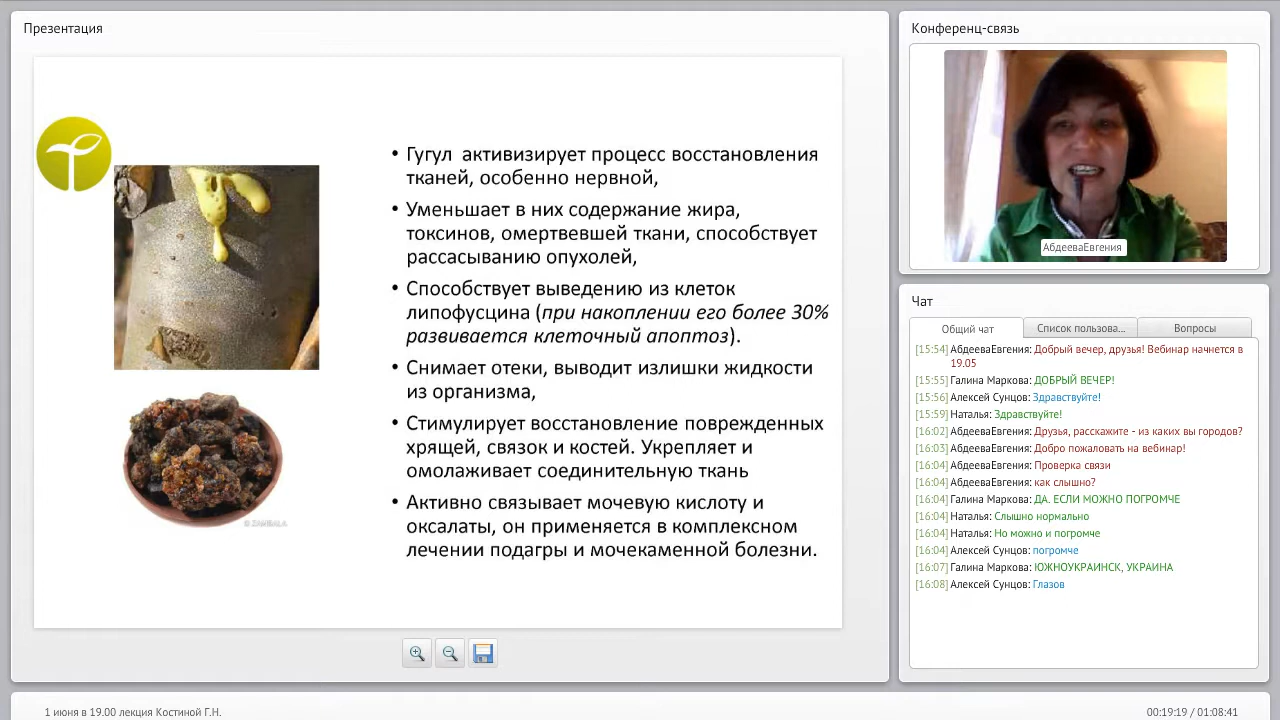 Презентация
• Гугул активизирует процесс восстановления
тканей, особенно нервной,
• Уменьшает в них содержание жира,
токсинов, омертвевшей ткани, способствует
рассасыванию опухолей,
• Способствует выведению из клеток
липофусцина (при накоплении его более 30%
развивается клеточный апоптоз).
• Снимает отеки, выводит излишки жидкости
из организма,
• Стимулирует восстановление поврежденных
хрящей, связок и костей. Укрепляет и
омолаживает соединительную ткань
• Активно связывает мочевую кислоту и
оксалаты, он применяется в комплексном
лечении подагры и мочекаменной болезни.
© ZAMBALA
Конференц-связь
АбдееваЕвгения
Чат
Общий чат
Список пользова...
Вопросы
[15:54] АбдееваЕвгения: Добрый вечер, друзья! Вебинар начнется в
19.05
[15:55] Галина Маркова: ДОБРЫЙ ВЕЧЕР!
[15:56] Алексей Сунцов: Здравствуйте!
[15:59] Наталья: Здравствуйте!
[16:02] АбдееваЕвгения: Друзья, расскажите - из каких вы городов?
[16:03] АбдееваЕвгения: Добро пожаловать на вебинар!
[16:04] АбдееваЕвгения: Проверка связи
[16:04] АбдееваЕвгения: как слышно?
[16:04] Галина Маркова: ДА. ЕСЛИ МОЖНО ПОГРОМЧЕ
[16:04] Наталья: Слышно нормально
[16:04] Наталья: Но можно и погромче
[16:04] Алексей Сунцов: погромче
[16:07] Галина Маркова: ЮЖНОУКРАИНСК, УКРАИНА
[16:08] Алексей Сунцов: Глазов
1 июня в 19.00 лекция Костиной Г.Н.
00:19:19 / 01:08:41